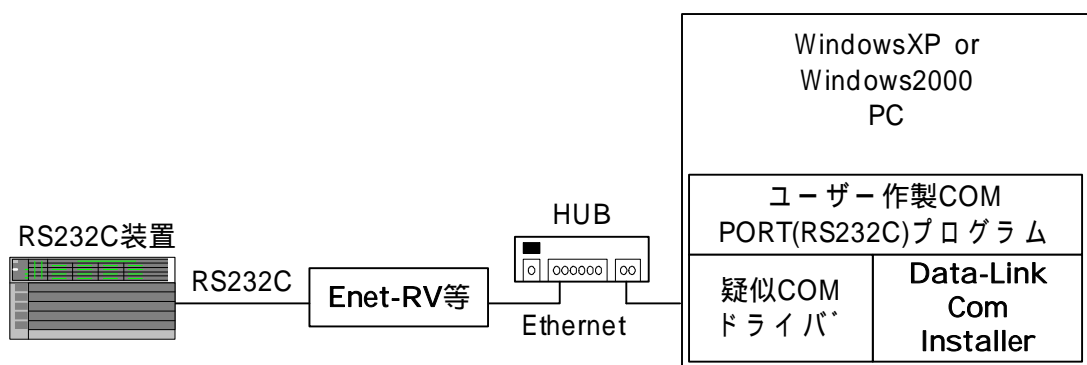 WindowsXP or
Windows2000
PC
ユーザー作製COM
PORT(RS232C)プログラム
疑似COM
ドライバ゛
Data-Link
Com
Installer
HUB
Ethernet
Enet-RV等
RS232C
RS232C装置